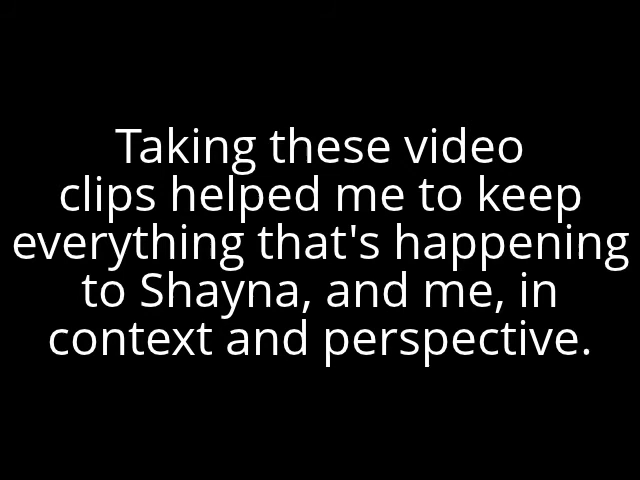 Taking these video
clips helped me to keep
everything that's happening
to Shayna, and me, in
context and perspective.